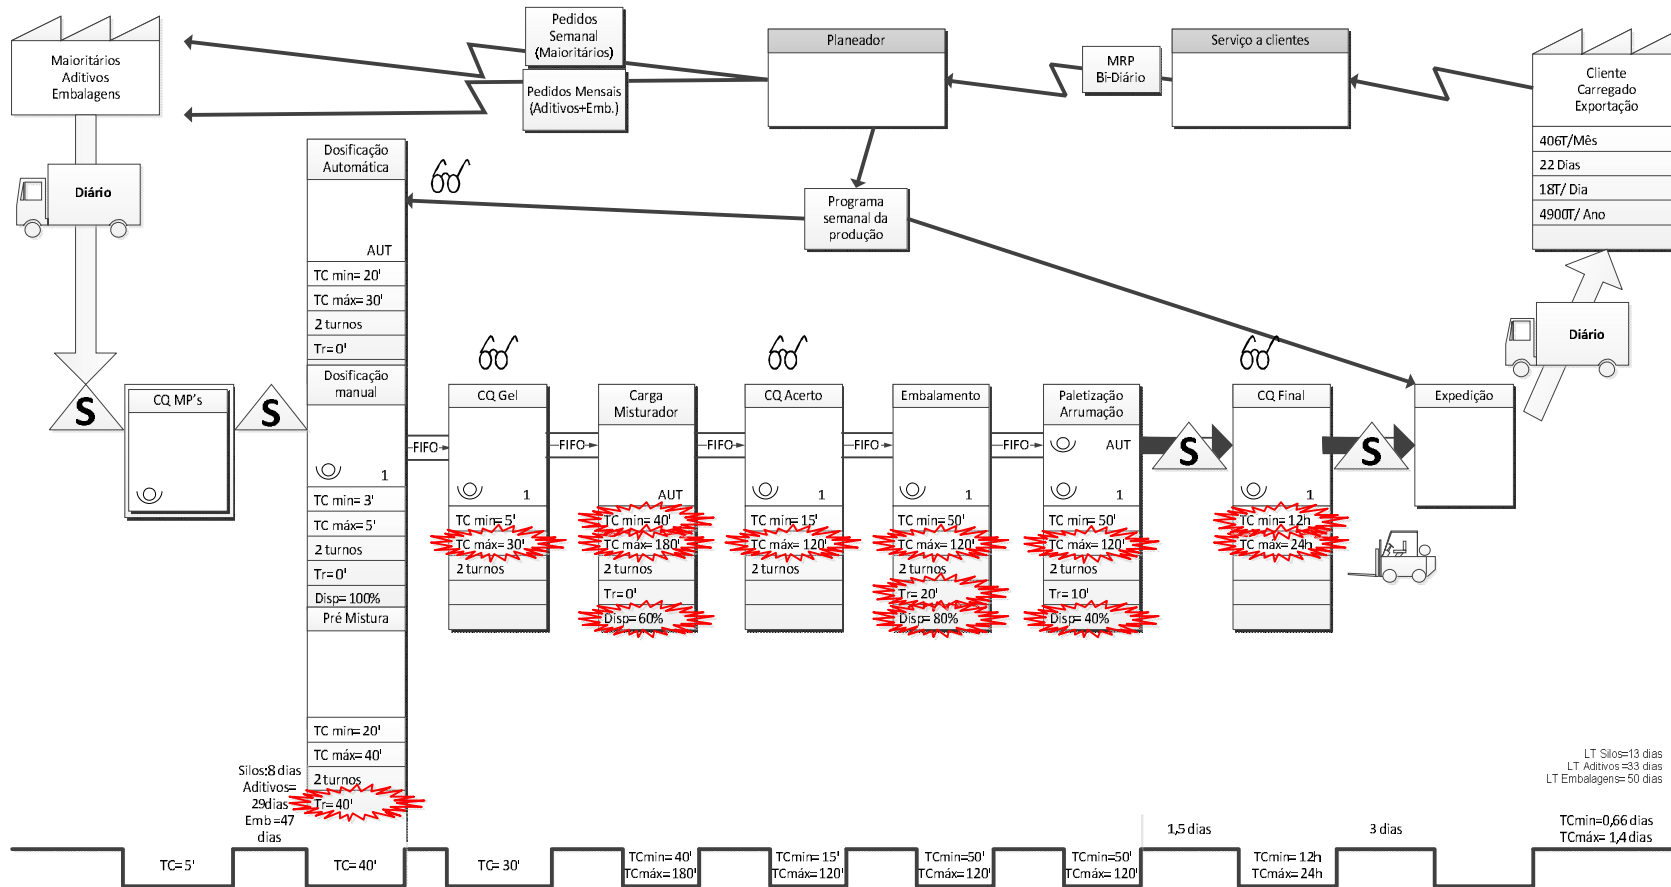 Maioritários
Aditivos
Embalagens
Pedidos
Semanal
(Maioritários)
Pedidos Mensais
(Aditivos+Emb.)
Planeador
MRP
Bi-Diário
Serviço a clientes
Cliente
Carregado
Exportação
406T/Mês
22 Dias
18T/ Dia
4900T/ Ano
Diário
Programa
semanal da
produção
Diário
Dosificação
Automática
AUT
TC min= 20'
TC máx= 30'
2 turnos
Tr=0'
Dosificação
manual
1
TC min= 3'
TC máx= 5'
2 turnos
Tr=0'
Disp= 100%
Pré Mistura
TC min= 20'
TC máx= 40'
2 turnos
Tr= 40'
S
CQ MP's
S
FIFO
CQ Gel
1
TC min= 5'
TC máx= 30'
2 turnos
FIFO
Carga
Misturador
AUT
TC min= 40'
TC máx= 180'
2 turnos
Tr=0'
Disp= 60%
FIFO
CQ Acerto
1
TC min= 15'
TC máx= 120'
2 turnos
FIFO
Embalamento
1
TC min= 50'
TC máx= 120'
2 turnos
Tr= 20'
Disp= 80%
FIFO
Paletização
Arrumação
AUT
1
TC min= 50'
TC máx= 120'
2 turnos
Tr= 10'
Disp= 40%
S
CQ Final
1
TC min= 12h
TC máx= 24h
S
Expedição
Silos:8 dias
Aditivos=
29dias
Emb =47
dias
LT Silos=13 dias
LT Aditivos =33 dias
LT Embalagens= 50 dias
1,5 dias
3 dias
TCmin=0,66 dias
TCmáx= 1,4 dias
TC= 5'
TC= 40'
TC= 30'
TCmin= 40'
TCmáx= 180'
TCmin= 15'
TCmáx= 120'
TCmin=50'
TCmáx= 120'
TCmin=50'
TCmáx= 120'
TCmin= 12h
TCmáx= 24h